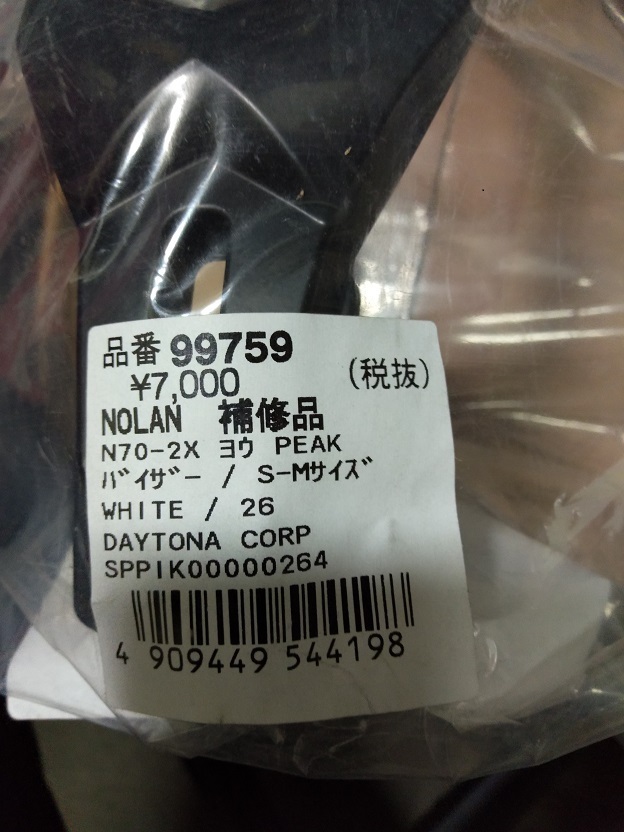 品番 99759
¥7,000 (税抜)
NOLAN 補修品
N70-2X ヨウ PEAK
ﾊﾞｲｻﾞｰ / S-Mｻｲｽﾞ
WHITE / 26
DAYTONA CORP
SPPIK00000264
4 909449 544198